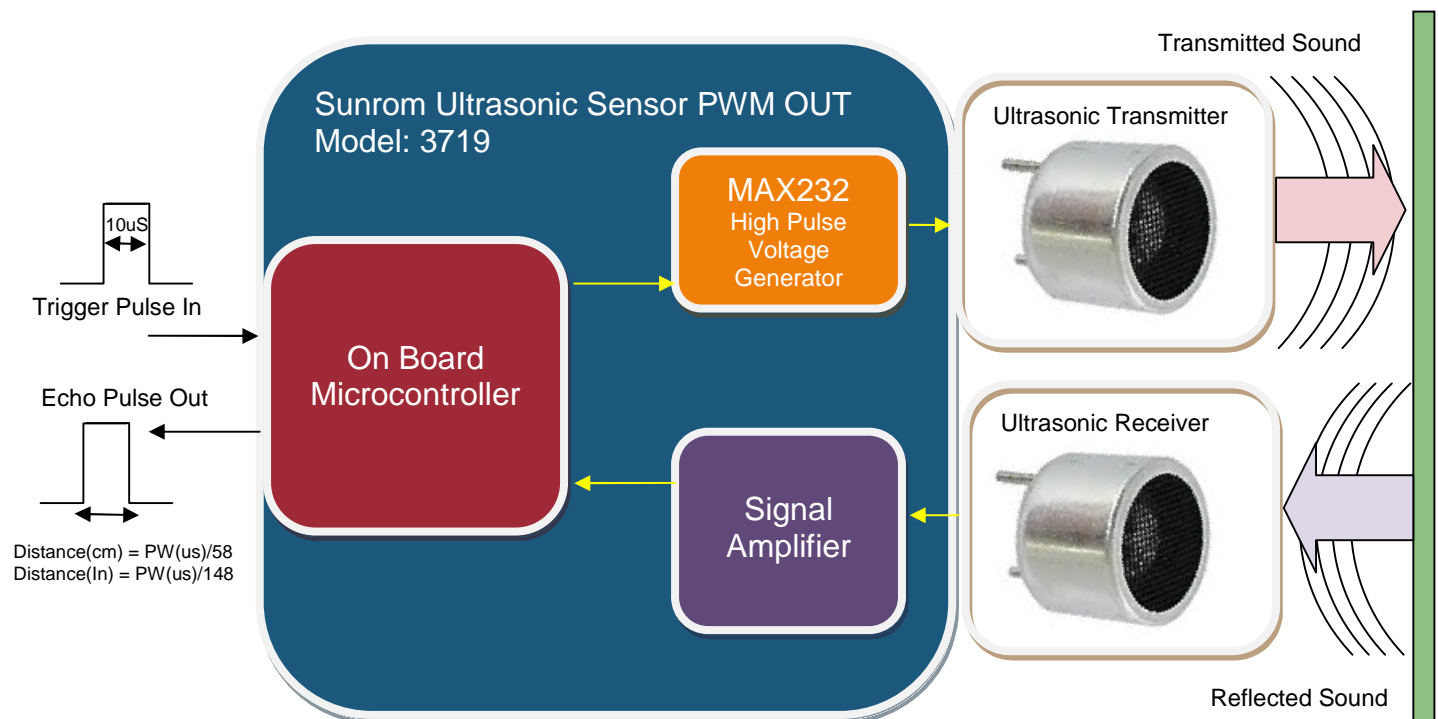 Transmitted Sound
Sunrom Ultrasonic Sensor PWM OUT
Model: 3719
Ultrasonic Transmitter
MAX232
High Pulse
Voltage
Generator
10uS
Trigger Pulse In
On Board
Microcontroller
Echo Pulse Out
Ultrasonic Receiver
Signal
Amplifier
Distance(cm) = PW(us)/58
Distance(In) = PW(us)/148
Reflected Sound